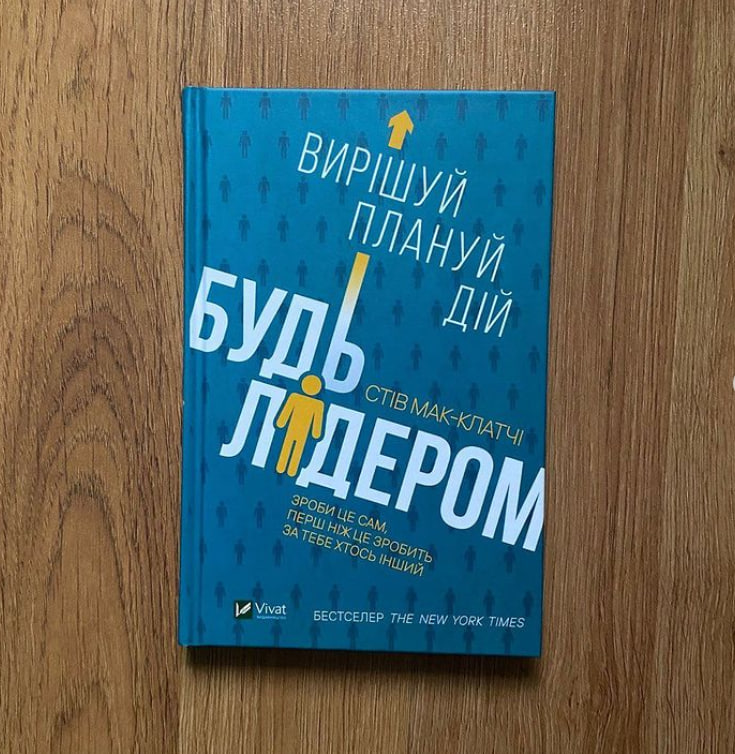 ВИРІШУЙ
ПЛАНУЙ
ДІЙ
БУДЬ
ЛІДЕРОМ
СТІВ МАК-КЛАТЧІ
ЗРОБИ ЦЕ САМ,
ПЕРШ НІЖ ЦЕ ЗРОБИТЬ
ЗА ТЕБЕ ХТОСЬ ІНШИЙ
Vivat
ВИДАВНИЦТВО
БЕСТСЕЛЕР THE NEW YORK TIMES